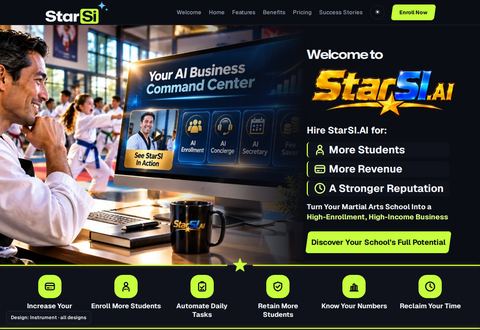 StarSi
Welcome
Home
Features
Benefits
Pricing
Success Stories
Enroll Now
Your AI Business
Command Center
See StarSI
In Action
AI
Enrollment
AI
Concierge
AI
Secretary
StarSI.AI
Welcome to
StarSI.AI
Hire StarSI.AI for:
More Students
More Revenue
A Stronger Reputation
Turn Your Martial Arts School Into a
High-Enrollment, High-Income Business
Discover Your School's Full Potential
Increase Your
Enroll More Students
Automate Daily
Tasks
Retain More
Students
Know Your Numbers
Reclaim Your Time
Design: Instrument · all designs